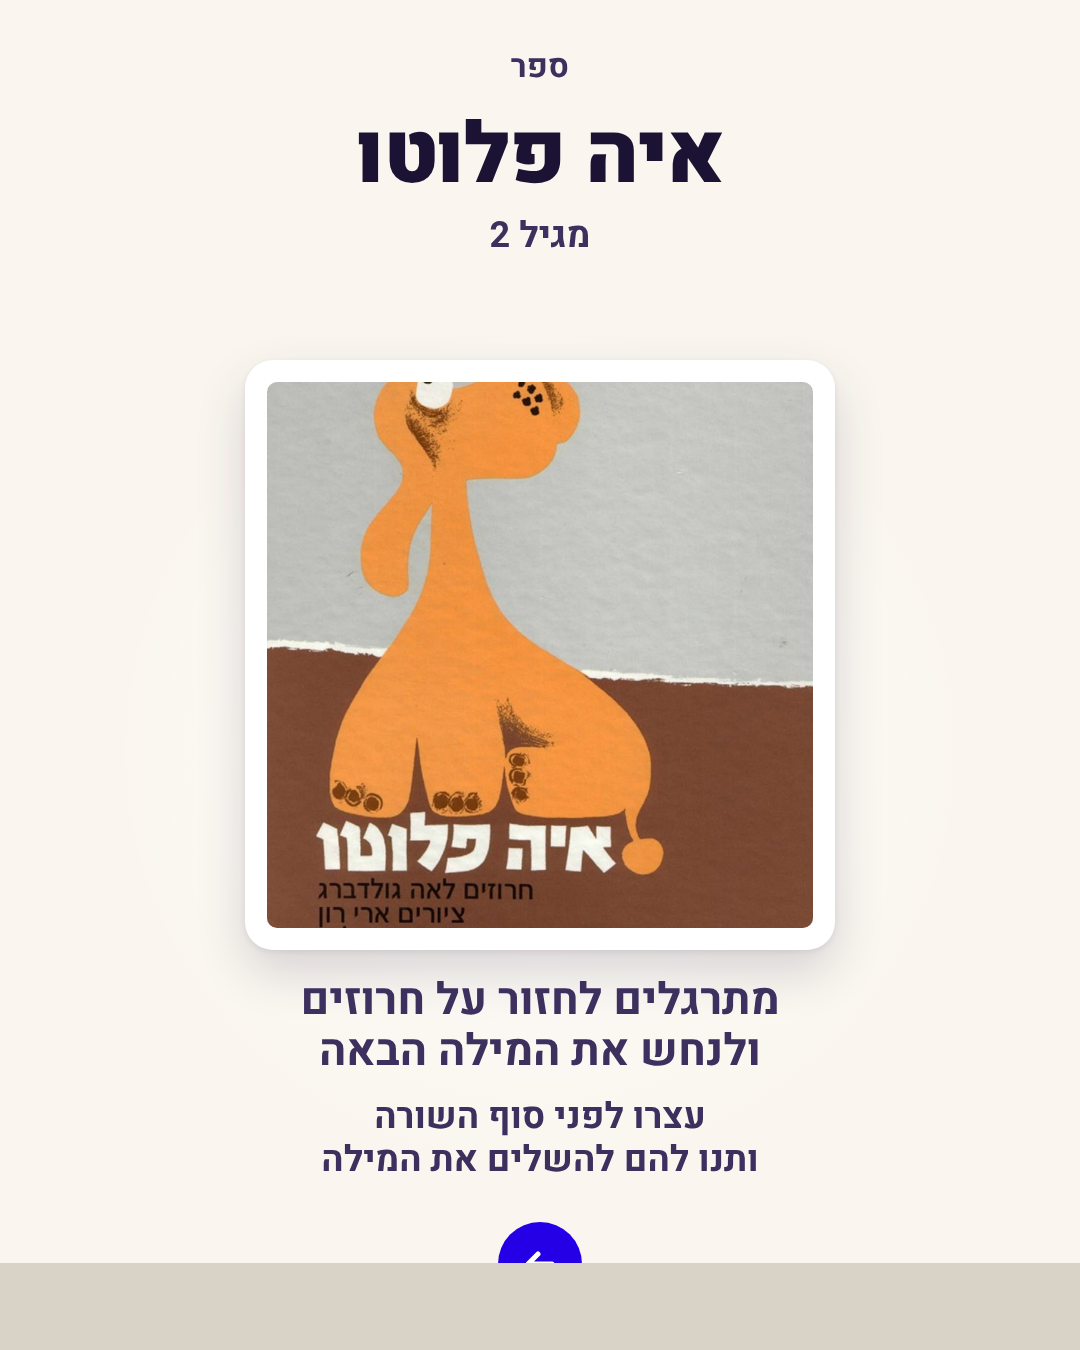 ספר
איה פלוטו
מגיל 2
איה פלוטו
חרוזים לאה גולדברג
ציורים ארי רון
מתרגלים לחזור על חרוזים
ולנחש את המילה הבאה
עצרו לפני סוף השורה
ותנו להם להשלים את המילה